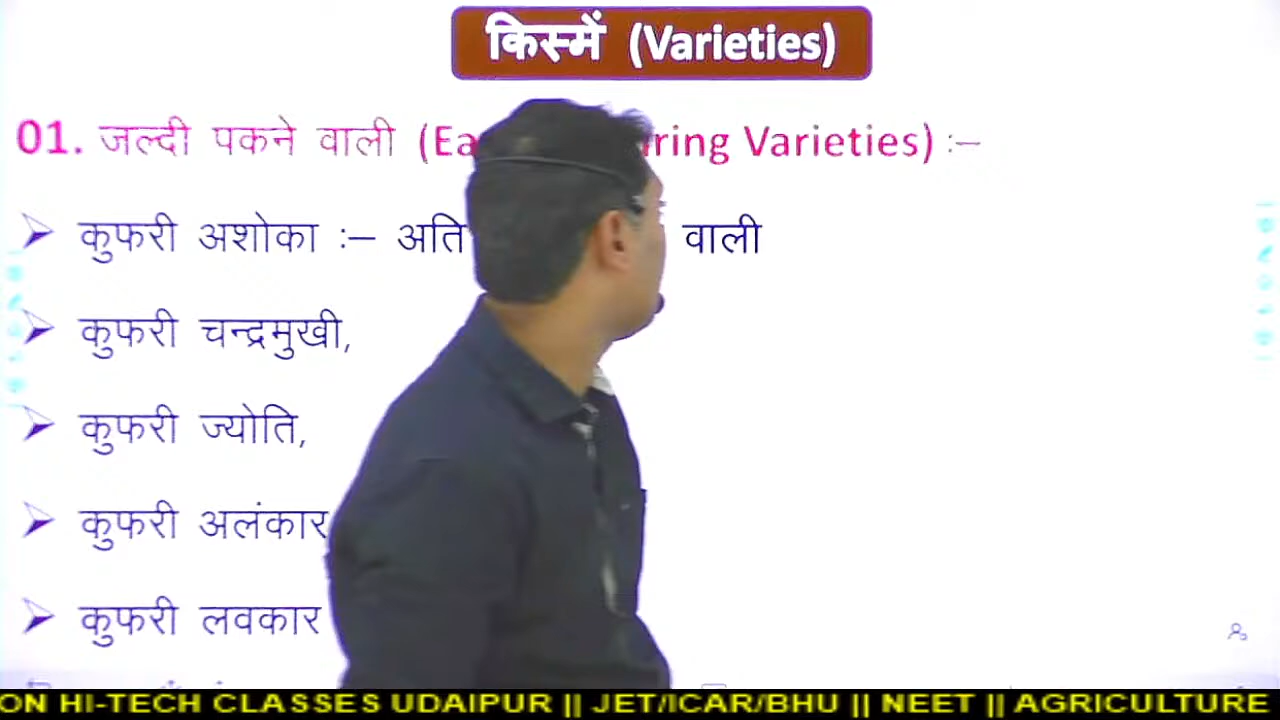 किस्में (Varieties)
01. जल्दी पकने वाली (Ea ring Varieties) :–
कुफरी अशोका :– अति वाली
कुफरी चन्द्रमुखी,
कुफरी ज्योति,
कुफरी अलंकार
कुफरी लवकार
ON HI-TECH CLASSES UDAIPUR || JET/ICAR/BHU || NEET || AGRICULTURE